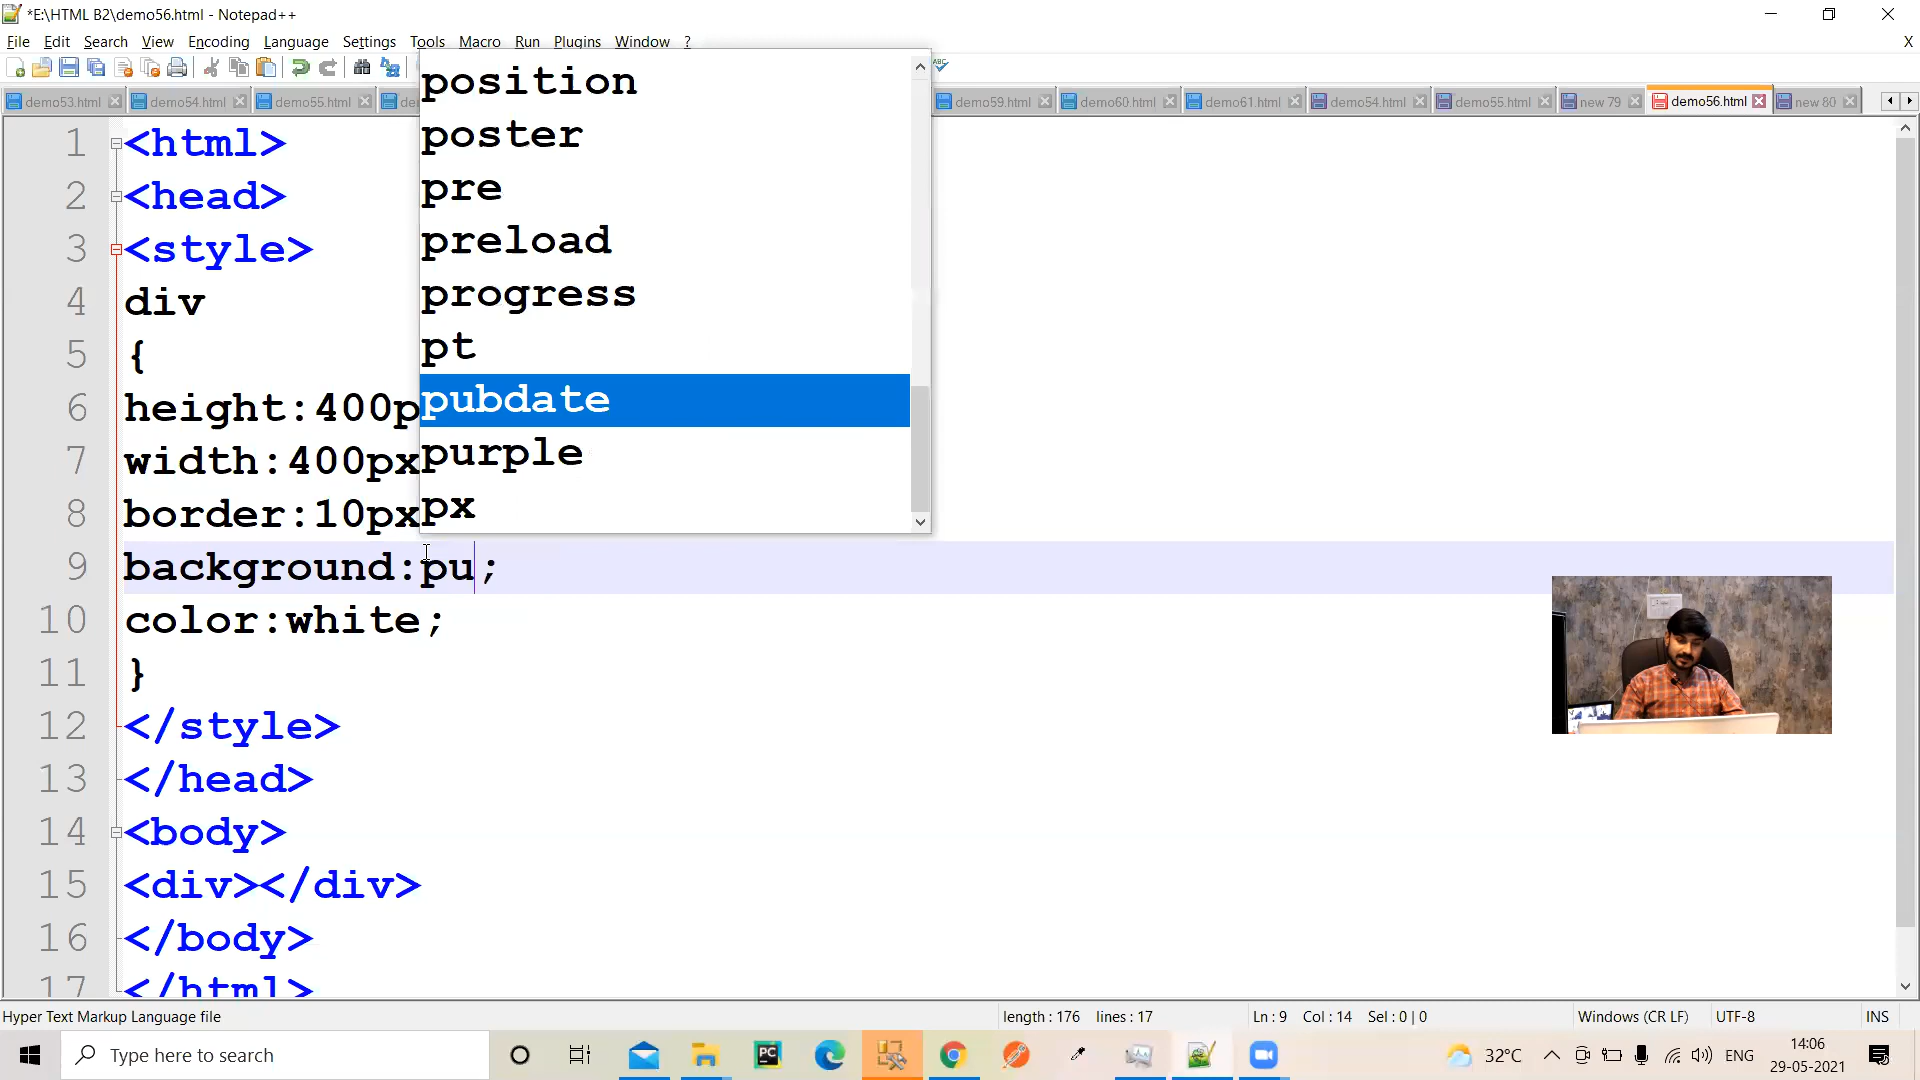 *E:\HTML B2\demo56.html - Notepad++
File Edit Search View Encoding Language Settings Tools Macro Run Plugins Window ? X
ABC
demo53.html demo54.html demo55.html de demo59.html demo60.html demo61.html demo54.html demo55.html new 79 demo56.html new 80
position
poster
pre
preload
progress
pt
pubdate
purple
px
1 <html>
2 <head>
3 <style>
4 div
5 {
6 height:400p
7 width:400px
8 border:10px
9 background:pu;
10 color:white;
11 }
12 </style>
13 </head>
14 <body>
15 <div></div>
16 </body>
17 </html>
Hyper Text Markup Language file length : 176 lines : 17 Ln : 9 Col : 14 Sel : 0 | 0 Windows (CR LF) UTF-8 INS
Type here to search
PC
32°C ENG
14:06
29-05-2021